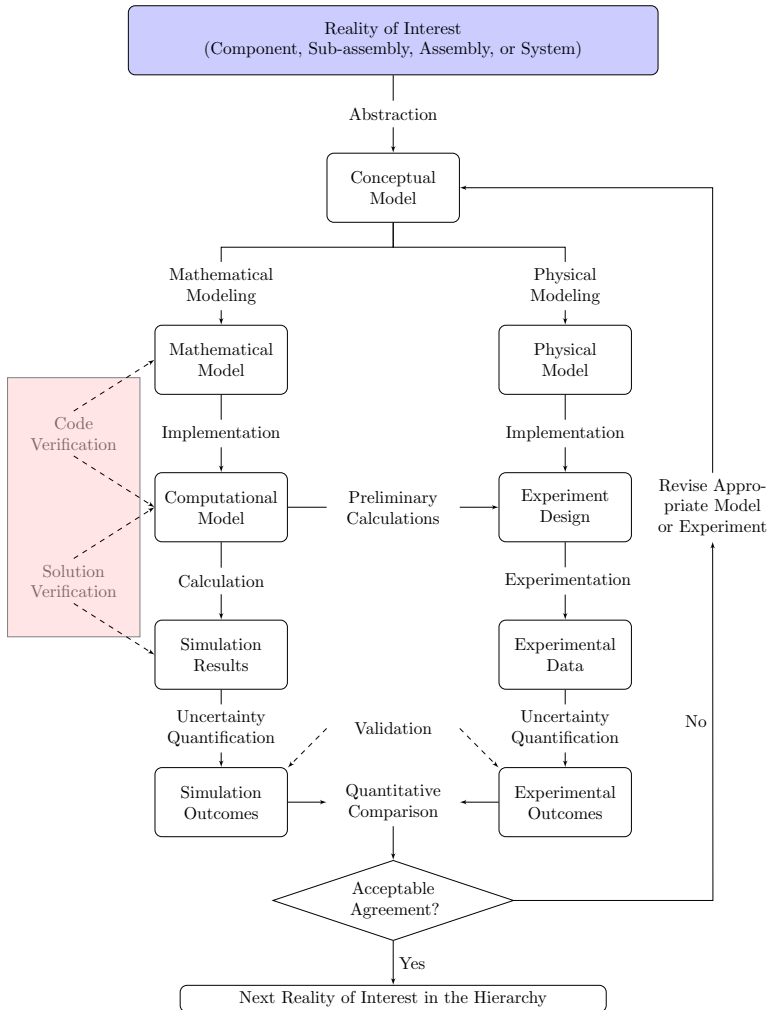 Reality of Interest
(Component, Sub-assembly, Assembly, or System)
Abstraction
Conceptual
Model
Mathematical
Modeling
Physical
Modeling
Mathematical
Model
Physical
Model
Code
Verification
Implementation
Implementation
Computational
Model
Preliminary
Calculations
Experiment
Design
Revise Appro-
priate Model
or Experiment
Solution
Verification
Calculation
Experimentation
Simulation
Results
Experimental
Data
Uncertainty
Quantification
Validation
Uncertainty
Quantification
No
Simulation
Outcomes
Quantitative
Comparison
Experimental
Outcomes
Acceptable
Agreement?
Yes
Next Reality of Interest in the Hierarchy